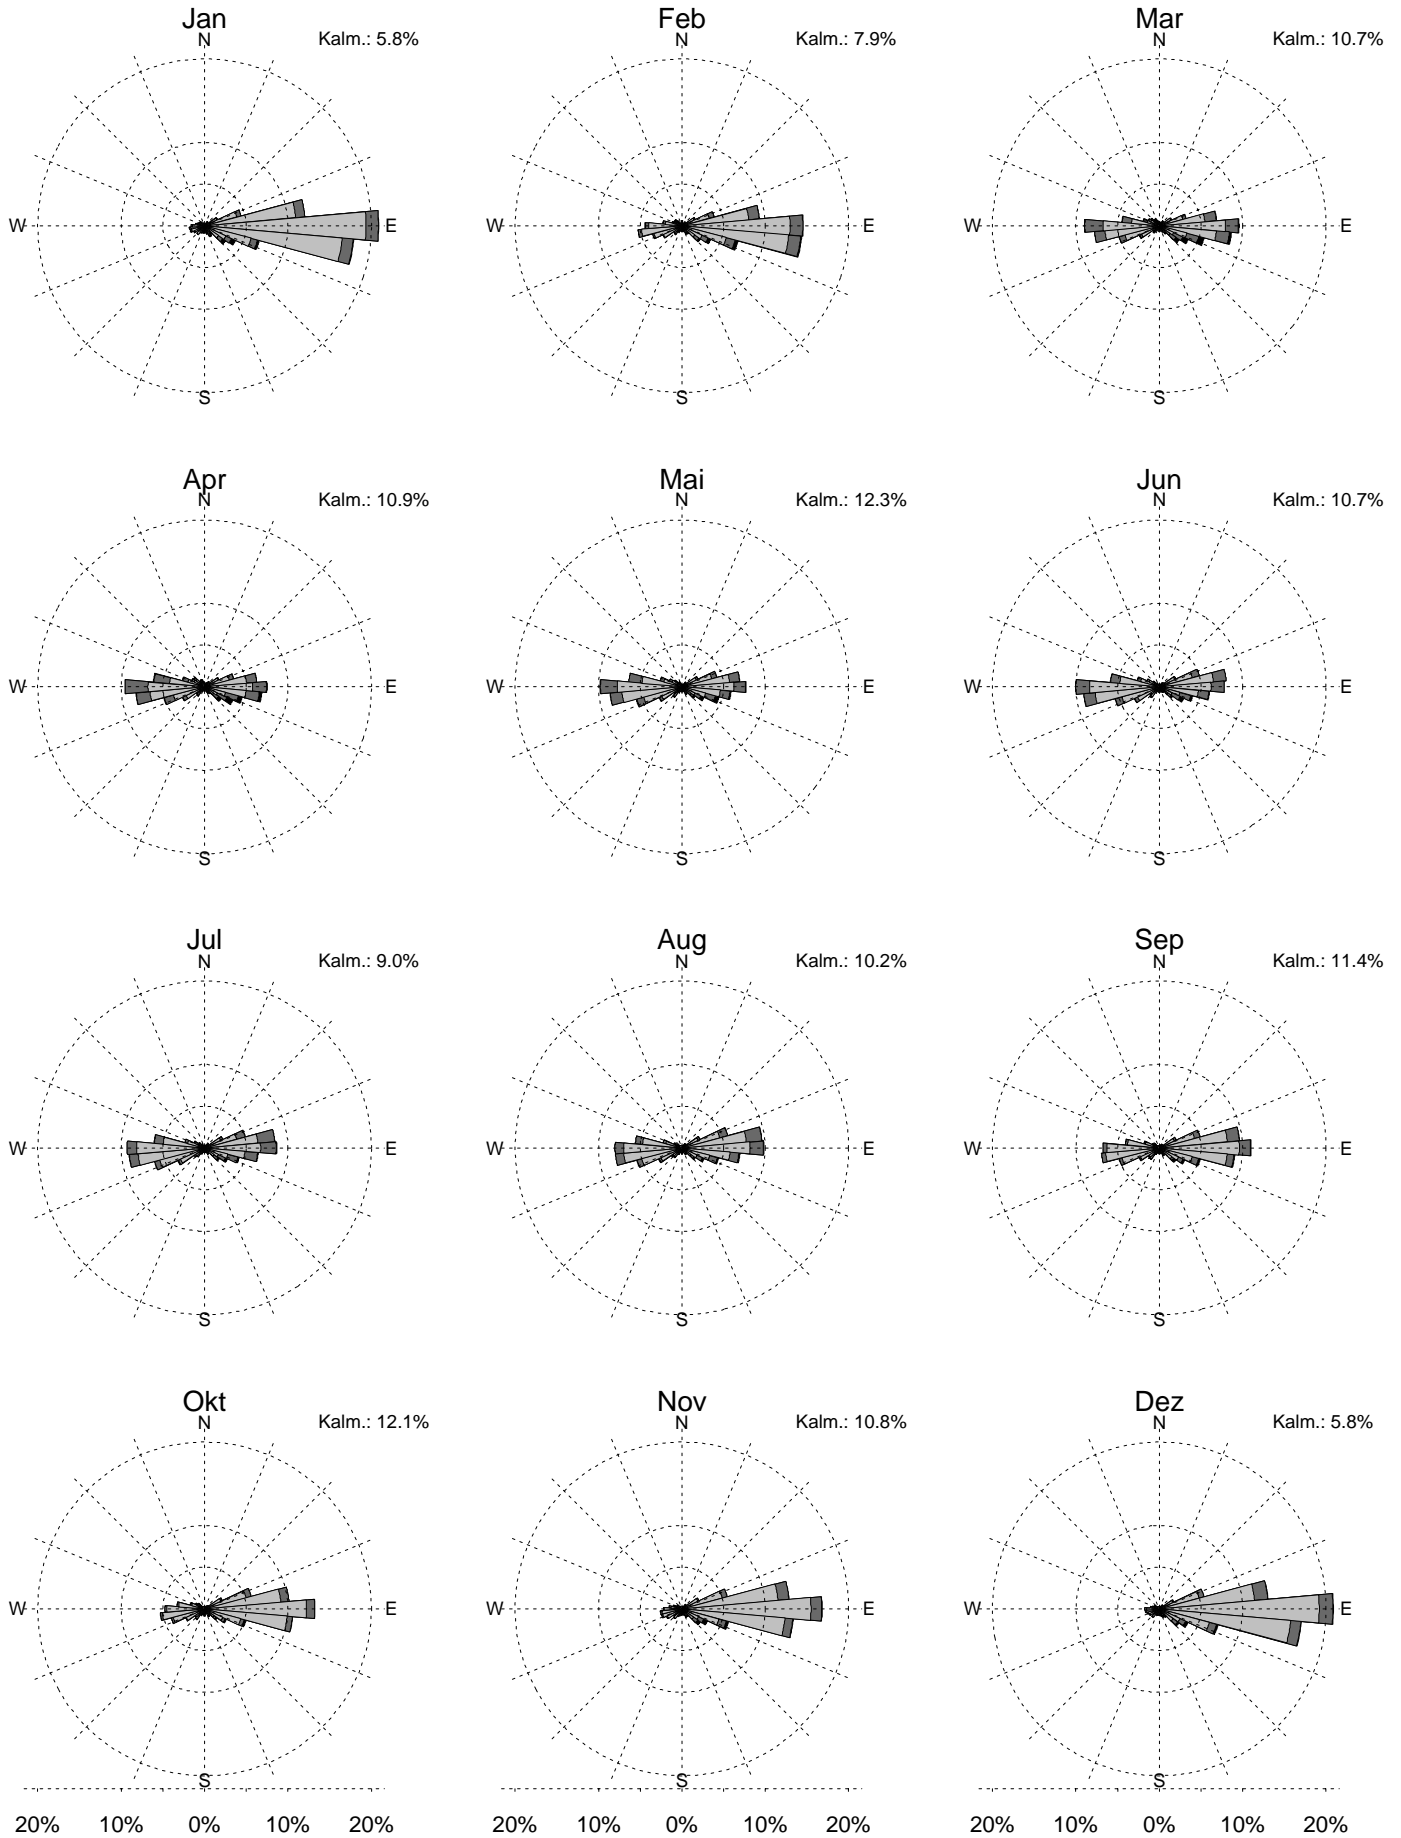 Jan Feb Mar
N Kalm.: 5.8% N Kalm.: 7.9% N Kalm.: 10.7%
W E W E W E
S S S
Apr Mai Jun
N Kalm.: 10.9% N Kalm.: 12.3% N Kalm.: 10.7%
W E W E W E
S S S
Jul Aug Sep
N Kalm.: 9.0% N Kalm.: 10.2% N Kalm.: 11.4%
W E W E W E
S S S
Okt Nov Dez
N Kalm.: 12.1% N Kalm.: 10.8% N Kalm.: 5.8%
W E W E W E
S S S
20% 10% 0% 10% 20% 20% 10% 0% 10% 20% 20% 10% 0% 10% 20%